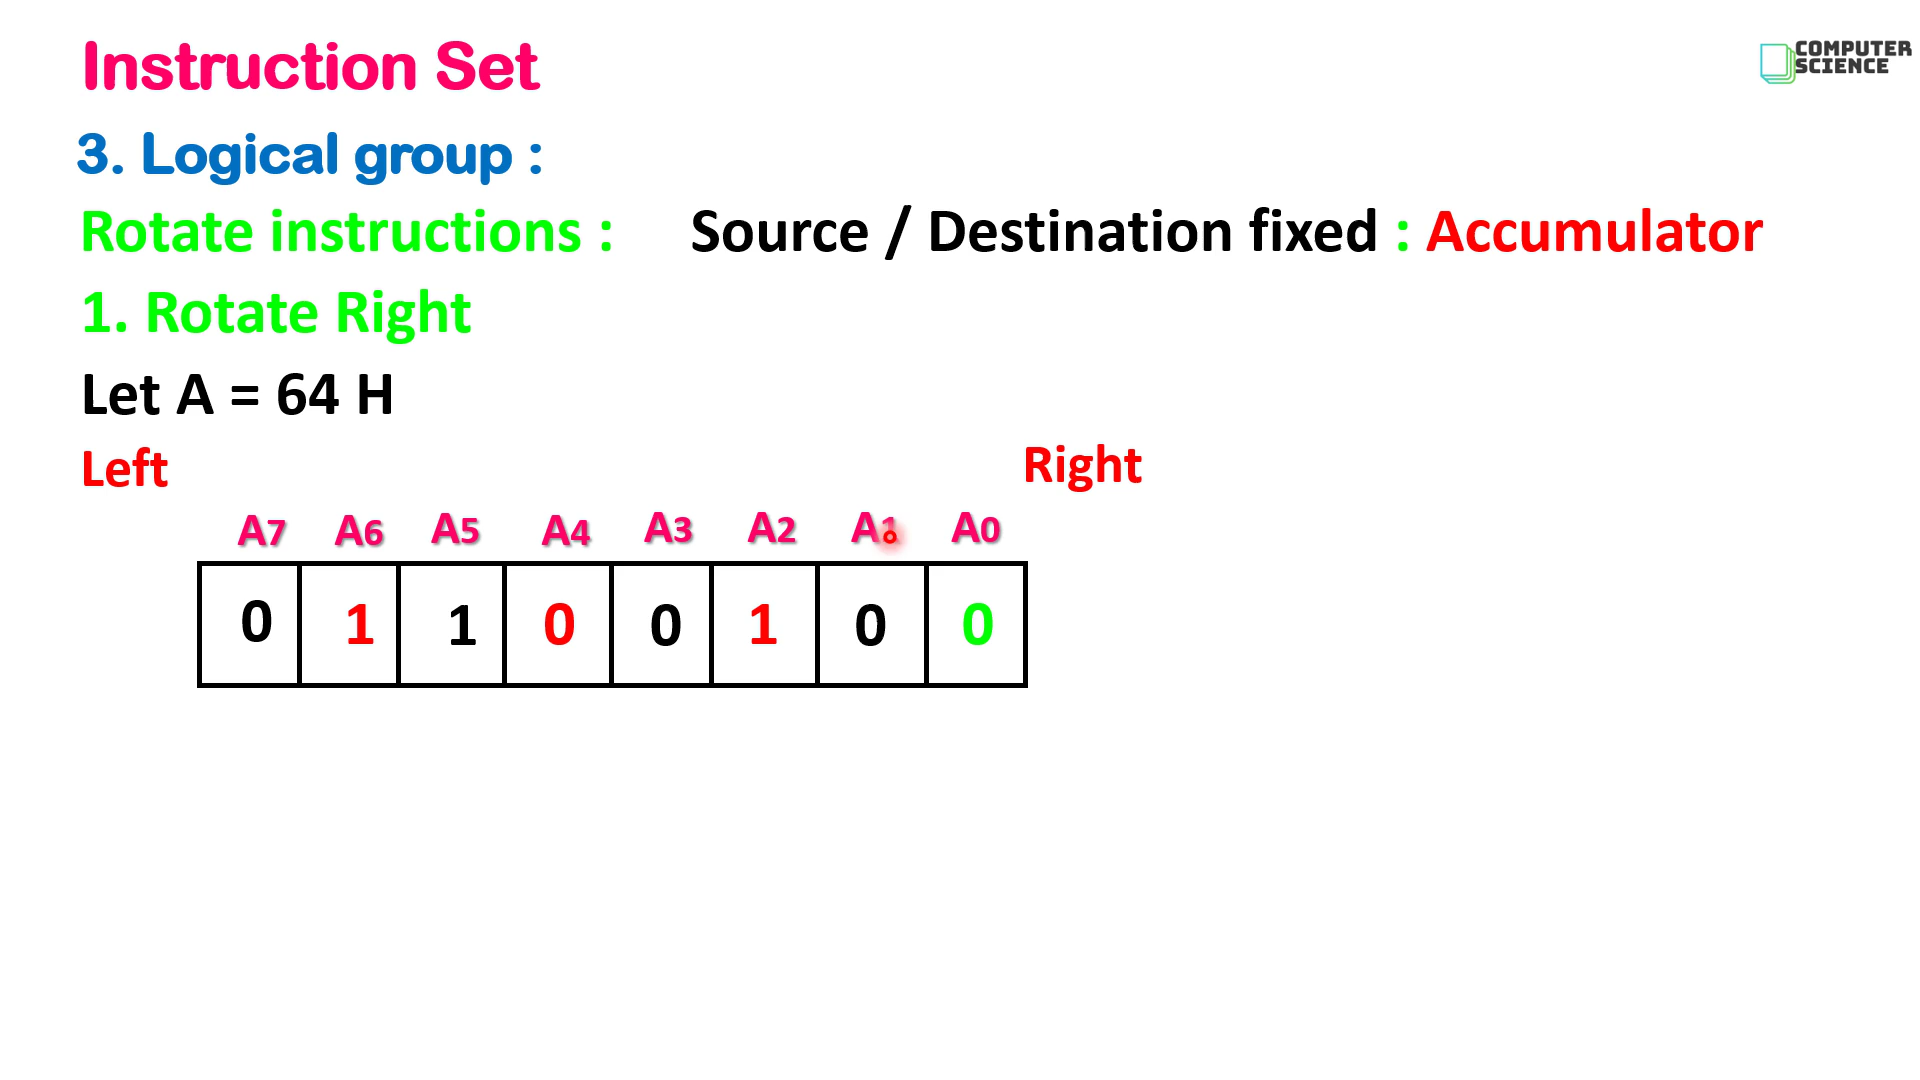 Instruction Set
COMPUTER
SCIENCE
3. Logical group :
Rotate instructions : Source / Destination fixed : Accumulator
1. Rotate Right
Let A = 64 H
Left Right
A7 A6 A5 A4 A3 A2 A1 A0
0 1 1 0 0 1 0 0